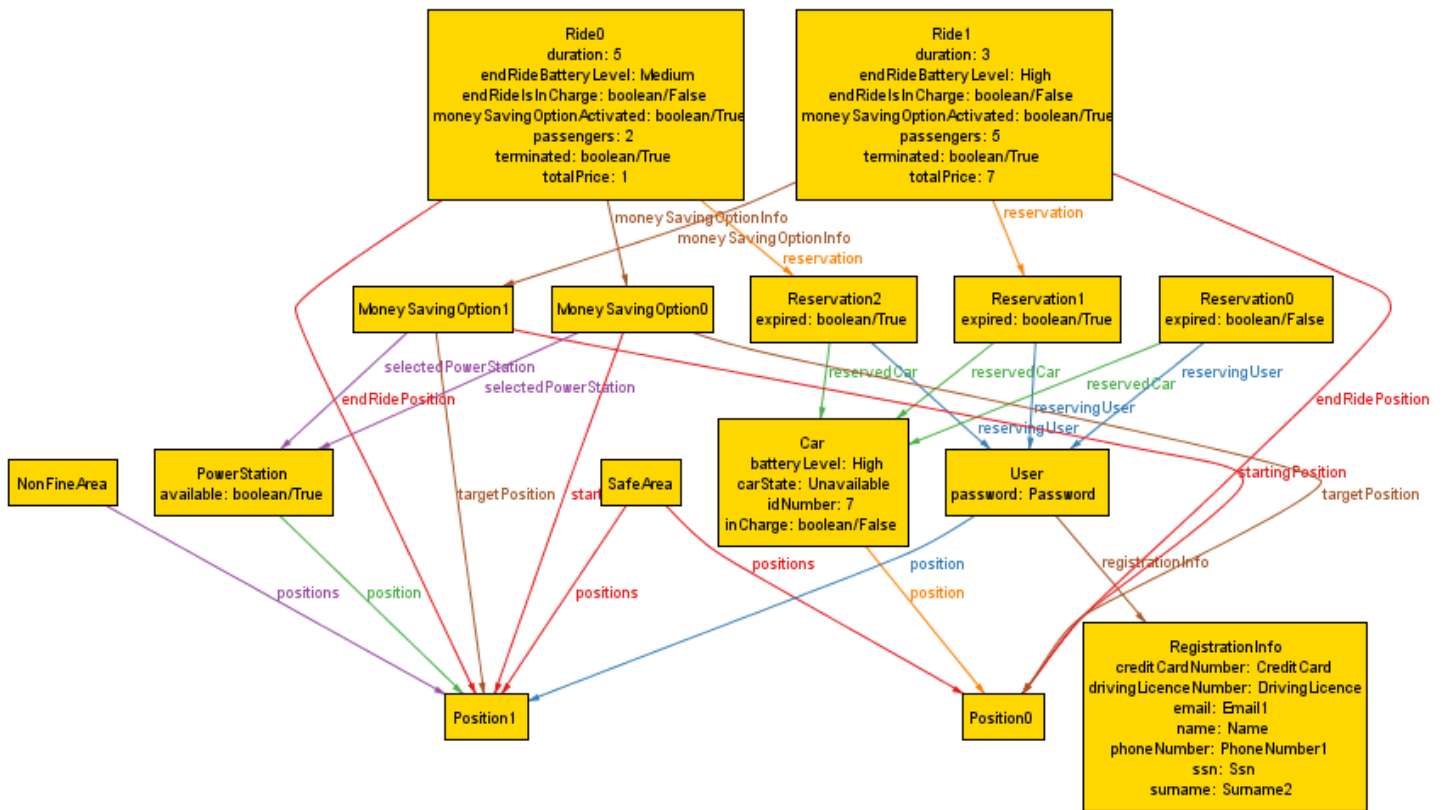 Ride0
duration: 5
endRideBatteryLevel: Medium
endRideIsInCharge: boolean/False
moneySavingOptionActivated: boolean/True
passengers: 2
terminated: boolean/True
totalPrice: 1
Ride1
duration: 3
endRideBatteryLevel: High
endRideIsInCharge: boolean/False
moneySavingOptionActivated: boolean/True
passengers: 5
terminated: boolean/True
totalPrice: 7
moneySavingOptionInfo
reservation
moneySavingOptionInfo
reservation
MoneySavingOption1
MoneySavingOption0
Reservation2
expired: boolean/True
Reservation1
expired: boolean/True
Reservation0
expired: boolean/False
selectedPowerStation
selectedPowerStation
reservedCar
reservedCar
reservedCar
reservingUser
endRidePosition
reservingUser
reservingUser
endRidePosition
NonFineArea
PowerStation
available: boolean/True
targetPosition
SafeArea
Car
batteryLevel: High
carState: Unavailable
idNumber: 7
inCharge: boolean/False
User
password: Password
startingPosition
targetPosition
positions
position
positions
positions
position
position
registrationInfo
Position1
Position0
RegistrationInfo
creditCardNumber: CreditCard
drivingLicenceNumber: DrivingLicence
email: Email1
name: Name
phoneNumber: PhoneNumber1
ssn: Ssn
surname: Surname2